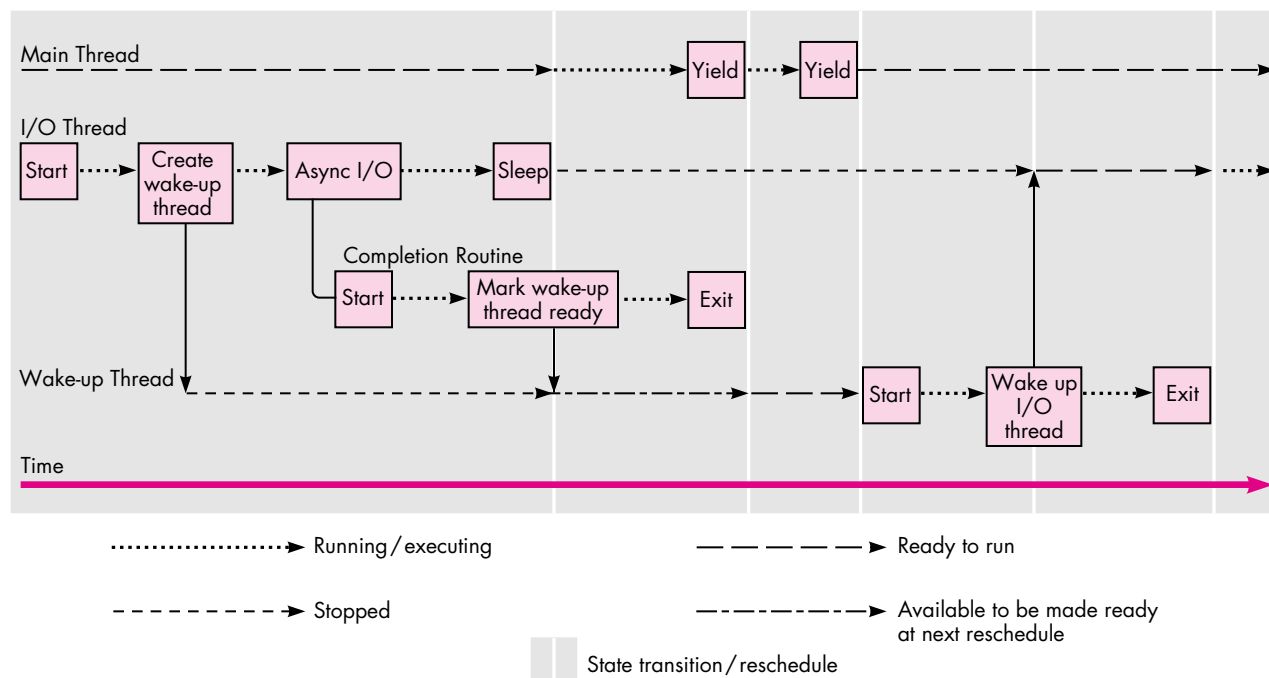 Main Thread
Yield
Yield
I/O Thread
Start
Create
wake-up
thread
Async I/O
Sleep
Completion Routine
Start
Mark wake-up
thread ready
Exit
Wake-up Thread
Start
Wake up
I/O
thread
Exit
Time
Running/executing
Ready to run
Stopped
Available to be made ready
at next reschedule
State transition/reschedule